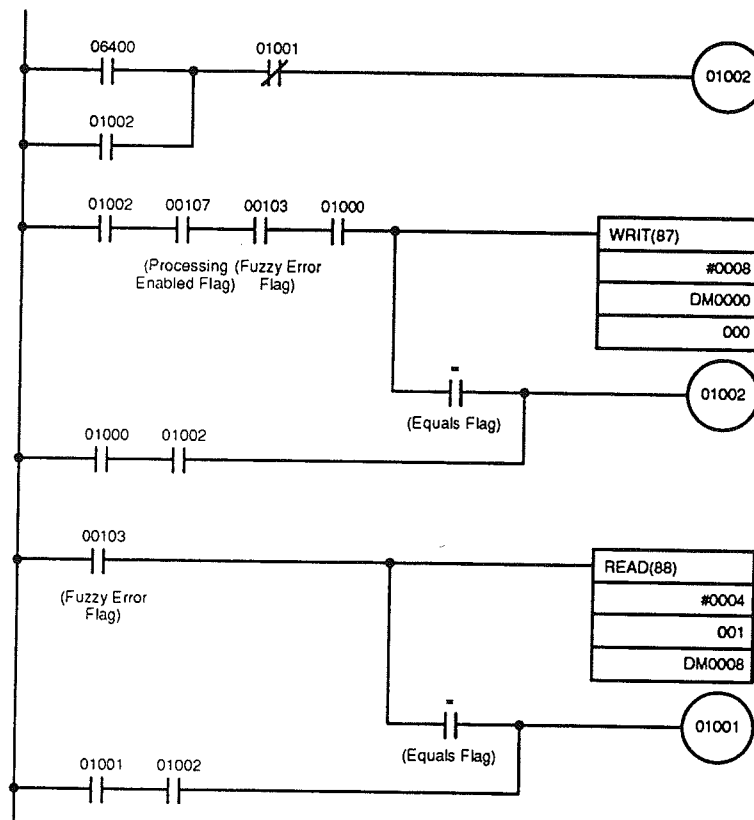 06400
01001
01002
01002
01002
00107
00103
01000
(Processing Enabled Flag)
(Fuzzy Error Flag)
WRIT(87)
#0008
DM0000
000
=
(Equals Flag)
01002
01000
01002
00103
(Fuzzy Error Flag)
READ(88)
#0004
001
DM0008
=
(Equals Flag)
01001
01001
01002